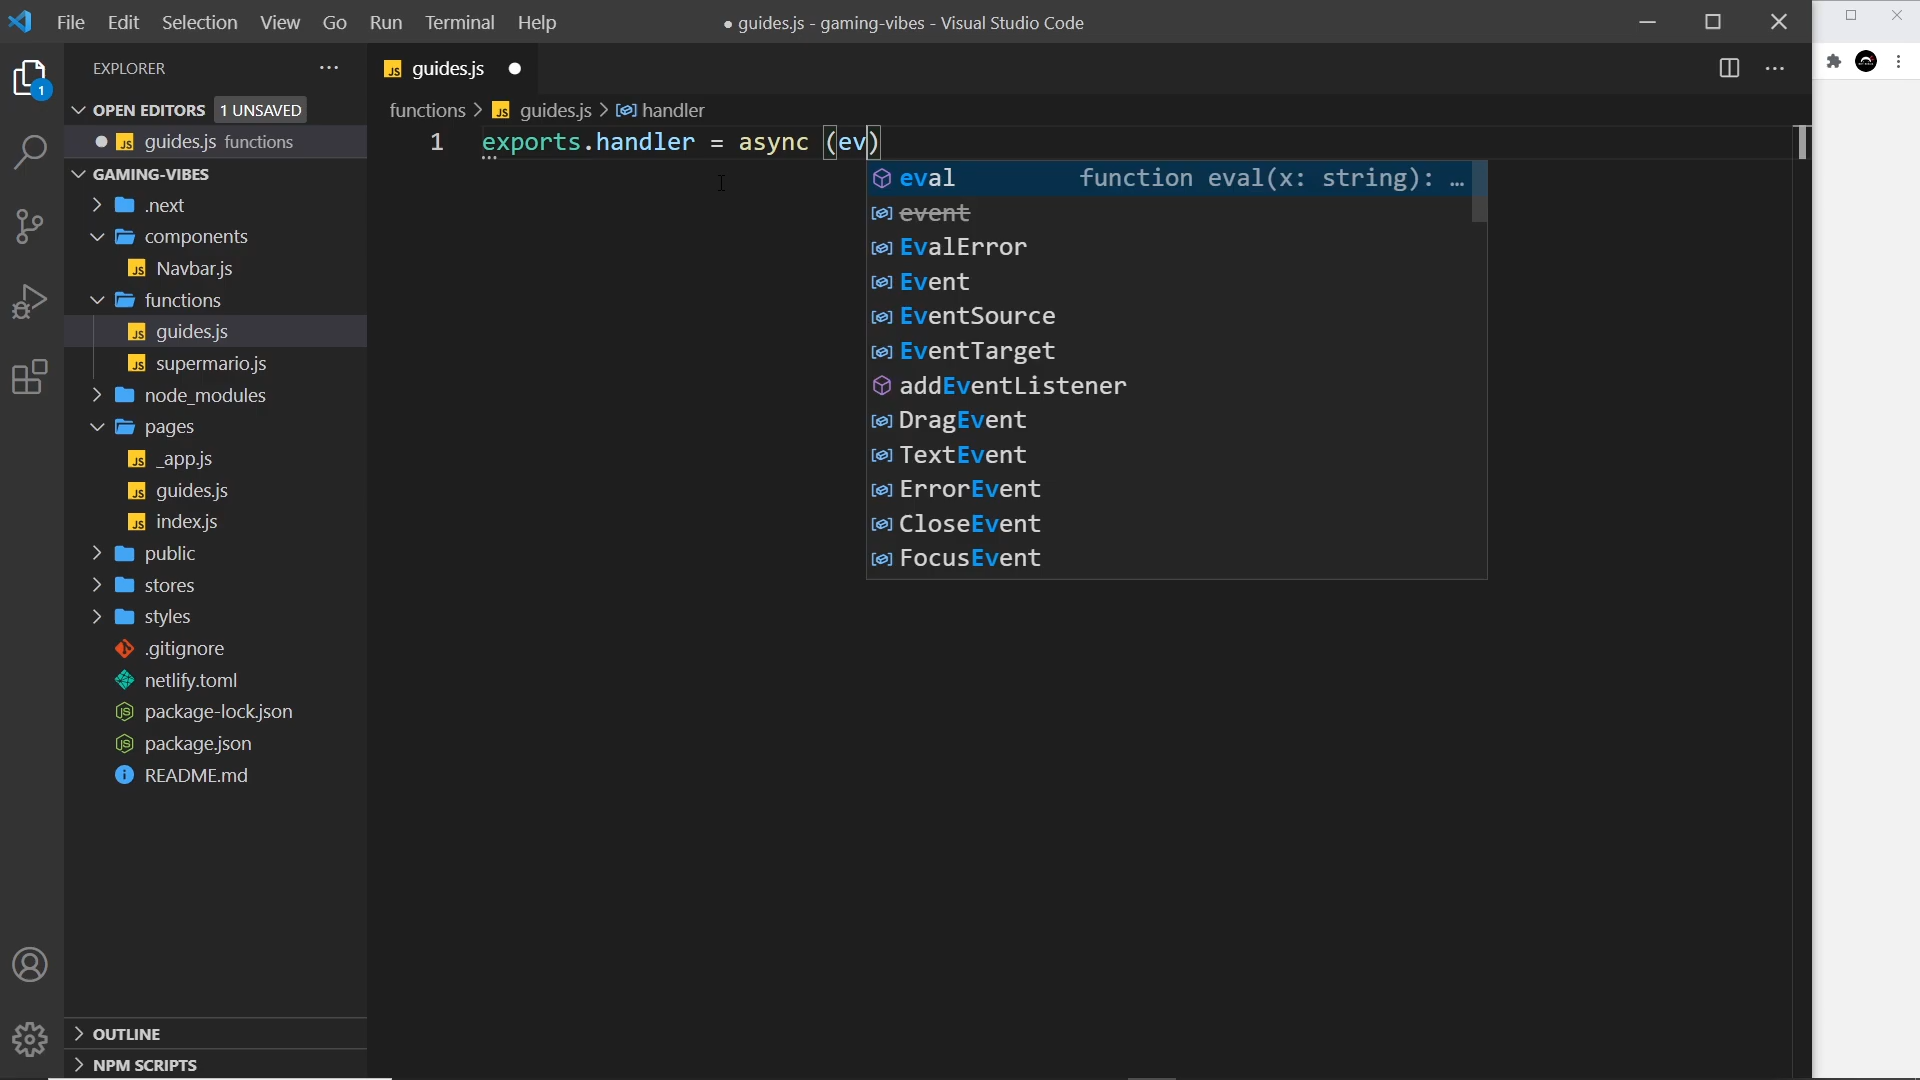 File Edit Selection View Go Run Terminal Help
● guides.js - gaming-vibes - Visual Studio Code
EXPLORER
OPEN EDITORS 1 UNSAVED
guides.js functions
GAMING-VIBES
.next
components
Navbar.js
functions
guides.js
supermario.js
node_modules
pages
_app.js
guides.js
index.js
public
stores
styles
.gitignore
netlify.toml
package-lock.json
package.json
README.md
OUTLINE
NPM SCRIPTS
1
guides.js
functions > guides.js > handler
1 exports.handler = async (ev)
eval function eval(x: string): …
event
EvalError
Event
EventSource
EventTarget
addEventListener
DragEvent
TextEvent
ErrorEvent
CloseEvent
FocusEvent